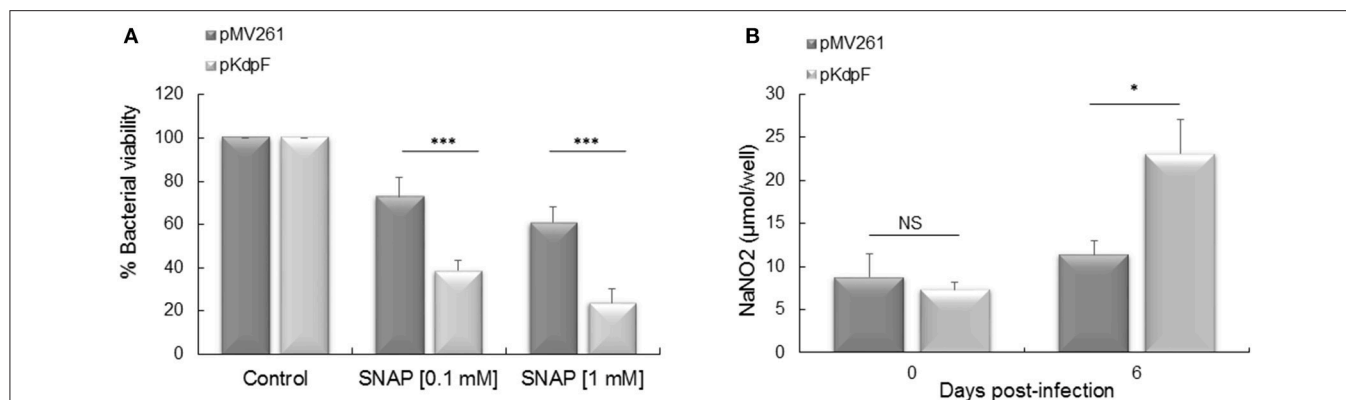 A
pMV261
pKdpF
% Bacterial viability
120
100
80
60
40
20
0
***
***
Control
SNAP [0.1 mM]
SNAP [1 mM]
B
pMV261
pKdpF
NaNO2 (μmol/well)
30
25
20
15
10
5
0
NS
*
0
6
Days post-infection